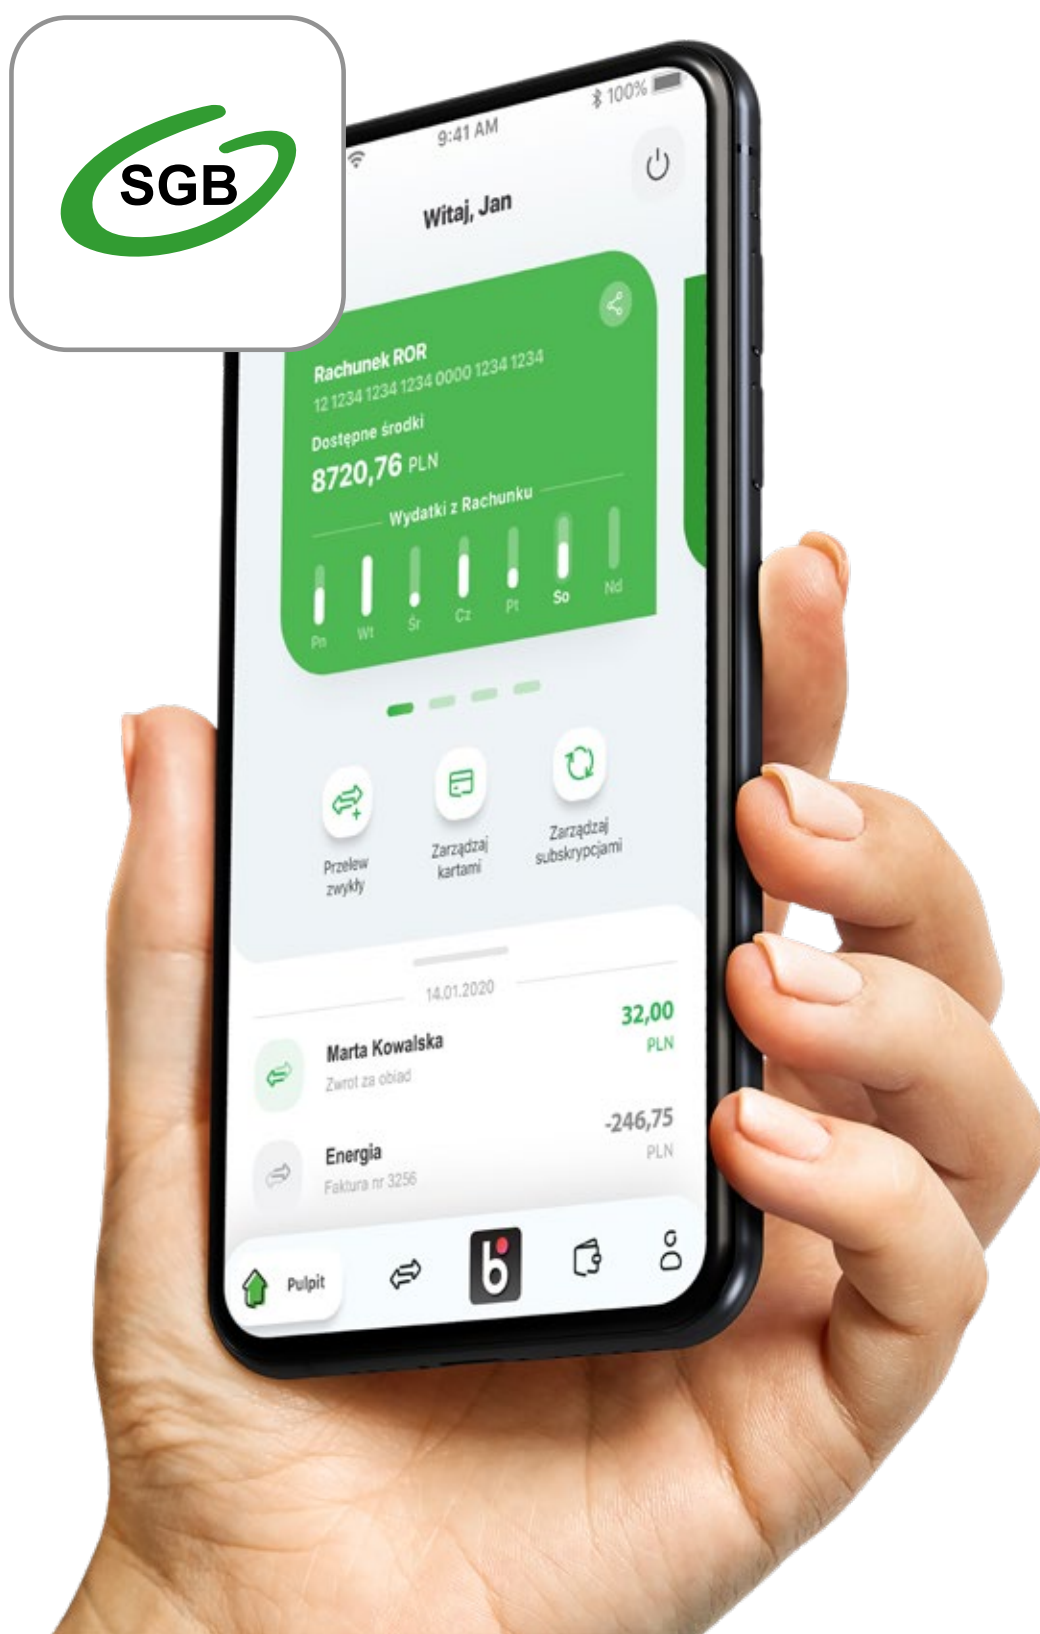 SGB
9:41 AM
100%
Witaj, Jan
Rachunek ROR
12 1234 1234 1234 0000 1234 1234
Dostępne środki
8720,76 PLN
Wydatki z Rachunku
Pn Wt Śr Cz Pt So Nd
Przelew
zwykły
Zarządzaj
kartami
Zarządzaj
subskrypcjami
14.01.2020
Marta Kowalska
32,00
Zwrot za obiad
PLN
Energia
-246,75
Faktura nr 3256
PLN
Pulpit
b